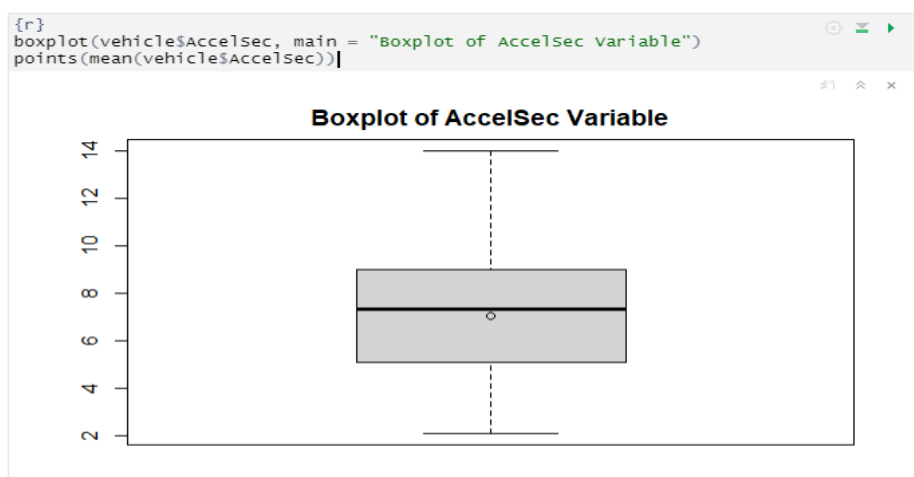 {r}
boxplot(vehicle$AccelSec, main = "Boxplot of AccelSec Variable")
points(mean(vehicle$AccelSec))
Boxplot of AccelSec Variable
14
12
10
8
6
4
2